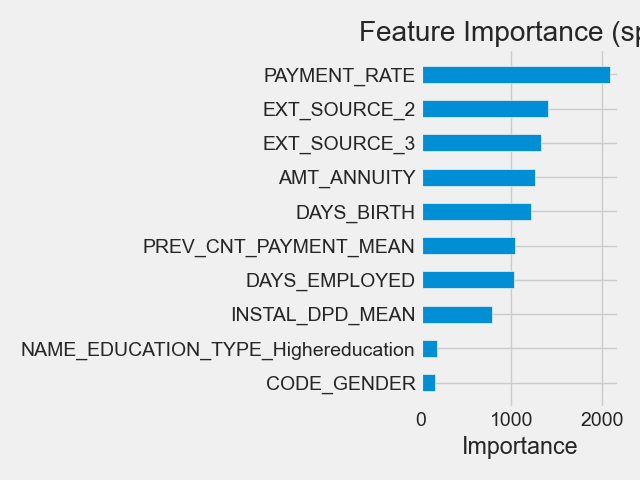 Feature Importance (sp
PAYMENT_RATE
EXT_SOURCE_2
EXT_SOURCE_3
AMT_ANNUITY
DAYS_BIRTH
PREV_CNT_PAYMENT_MEAN
DAYS_EMPLOYED
INSTAL_DPD_MEAN
NAME_EDUCATION_TYPE_Highereducation
CODE_GENDER
0 1000 2000
Importance